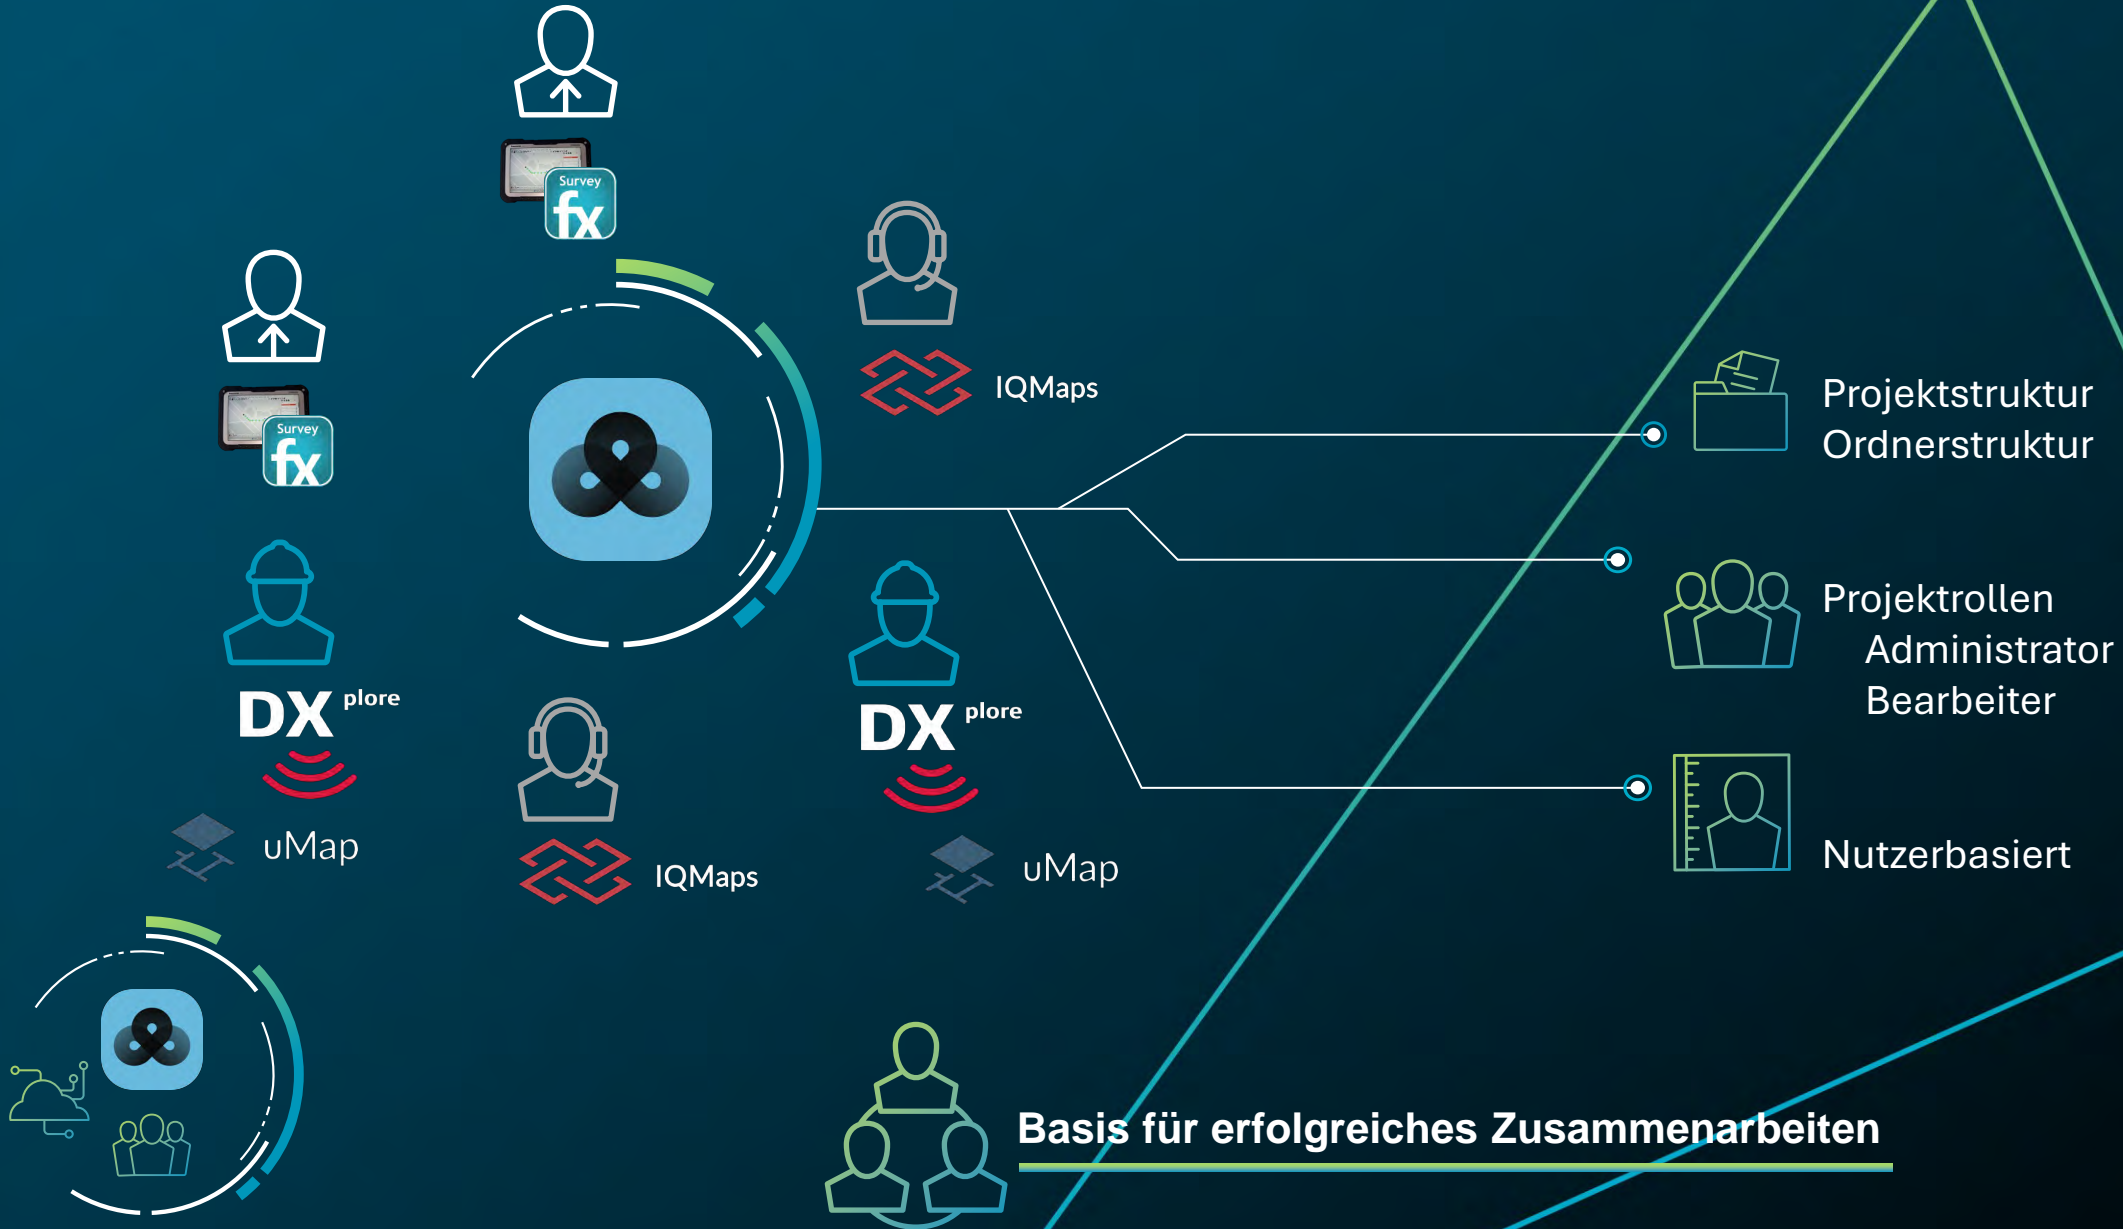 Survey
fx
Survey
fx
IQMaps
Projektstruktur
Ordnerstruktur
Projektrollen
Administrator
Bearbeiter
DX plore
DX plore
uMap
IQMaps
uMap
Nutzerbasiert
Basis für erfolgreiches Zusammenarbeiten